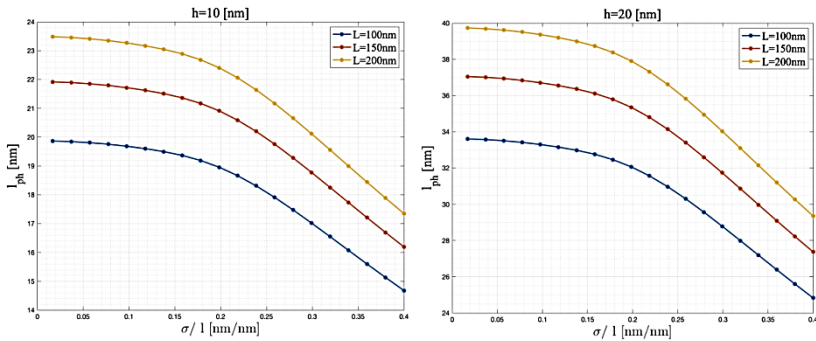 h=10 [nm]
L=100nm
L=150nm
L=200nm
24
23
22
21
20
19
18
17
16
15
14
l_ph [nm]
0 0.05 0.1 0.15 0.2 0.25 0.3 0.35 0.4
σ/ l [nm/nm]
h=20 [nm]
L=100nm
L=150nm
L=200nm
40
38
36
34
32
30
28
26
24
l_ph [nm]
0 0.05 0.1 0.15 0.2 0.25 0.3 0.35 0.4
σ/ l [nm/nm]